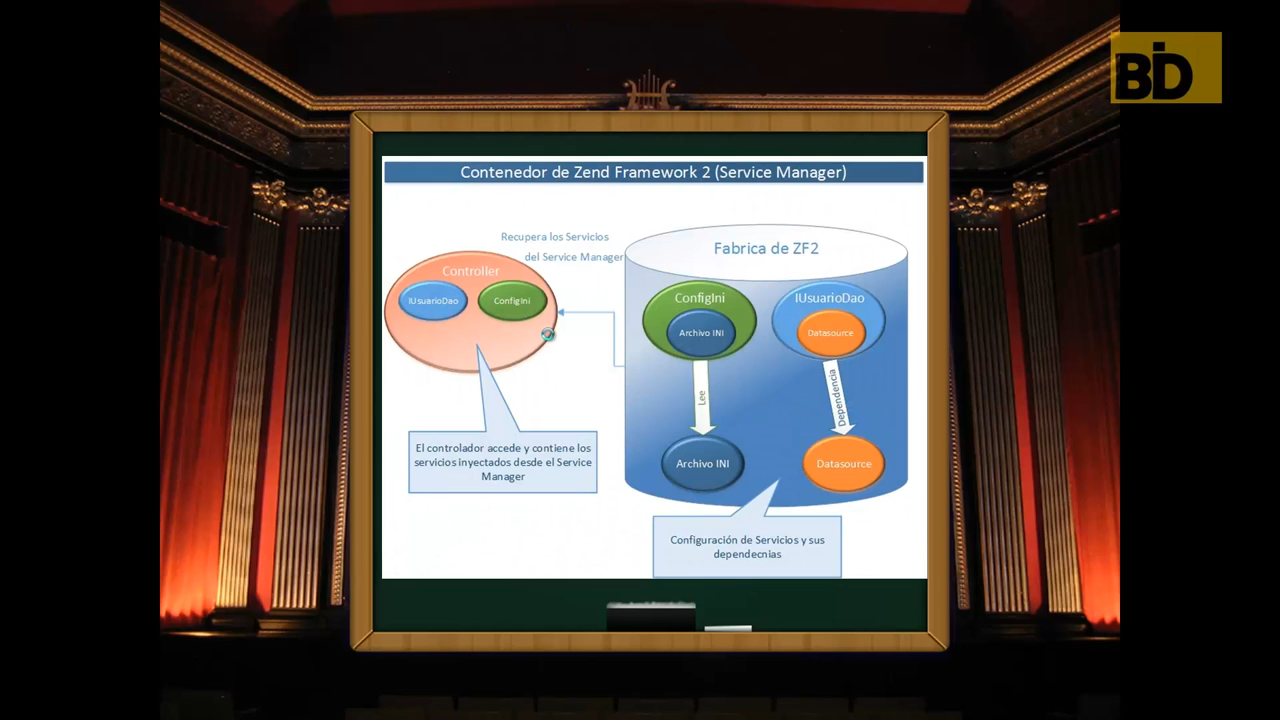 BID
Contenedor de Zend Framework 2 (Service Manager)
Recupera los Servicios
del Service Manager
Fabrica de ZF2
Controller
IUsuarioDao
ConfigIni
ConfigIni
Archivo INI
IUsuarioDao
Datasource
Lee
Dependencia
Archivo INI
Datasource
El controlador accede y contiene los
servicios inyectados desde el Service
Manager
Configuración de Servicios y sus
dependecnias